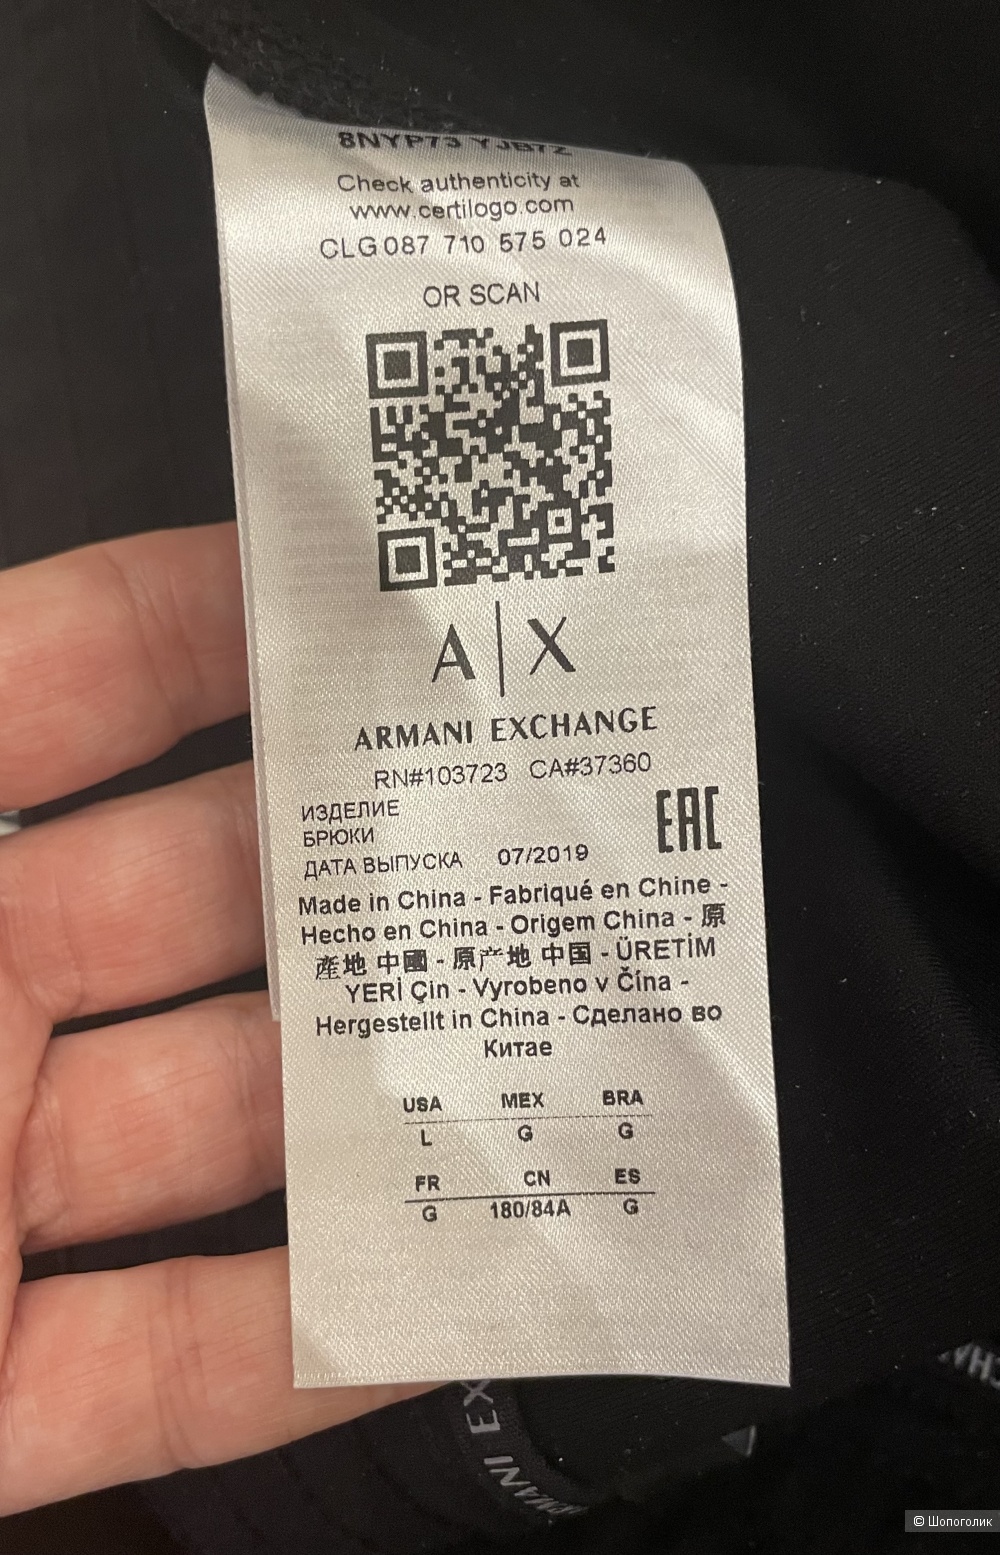 8NYP73 YJB7Z
Check authenticity at
www.certilogo.com
CLG 087 710 575 024
OR SCAN
A|X
ARMANI EXCHANGE
RN#103723 CA#37360
ИЗДЕЛИЕ
БРЮКИ
EAC
ДАТА ВЫПУСКА 07/2019
Made in China - Fabriqué en Chine -
Hecho en China - Origem China - 原
產地 中國 - 原产地 中国 - ÜRETİM
YERİ Çin - Vyrobeno v Čína -
Hergestellt in China - Сделано во
Китае
USA MEX BRA
L G G
FR CN ES
G 180/84A G
ARMANI EX
© Шопоголик